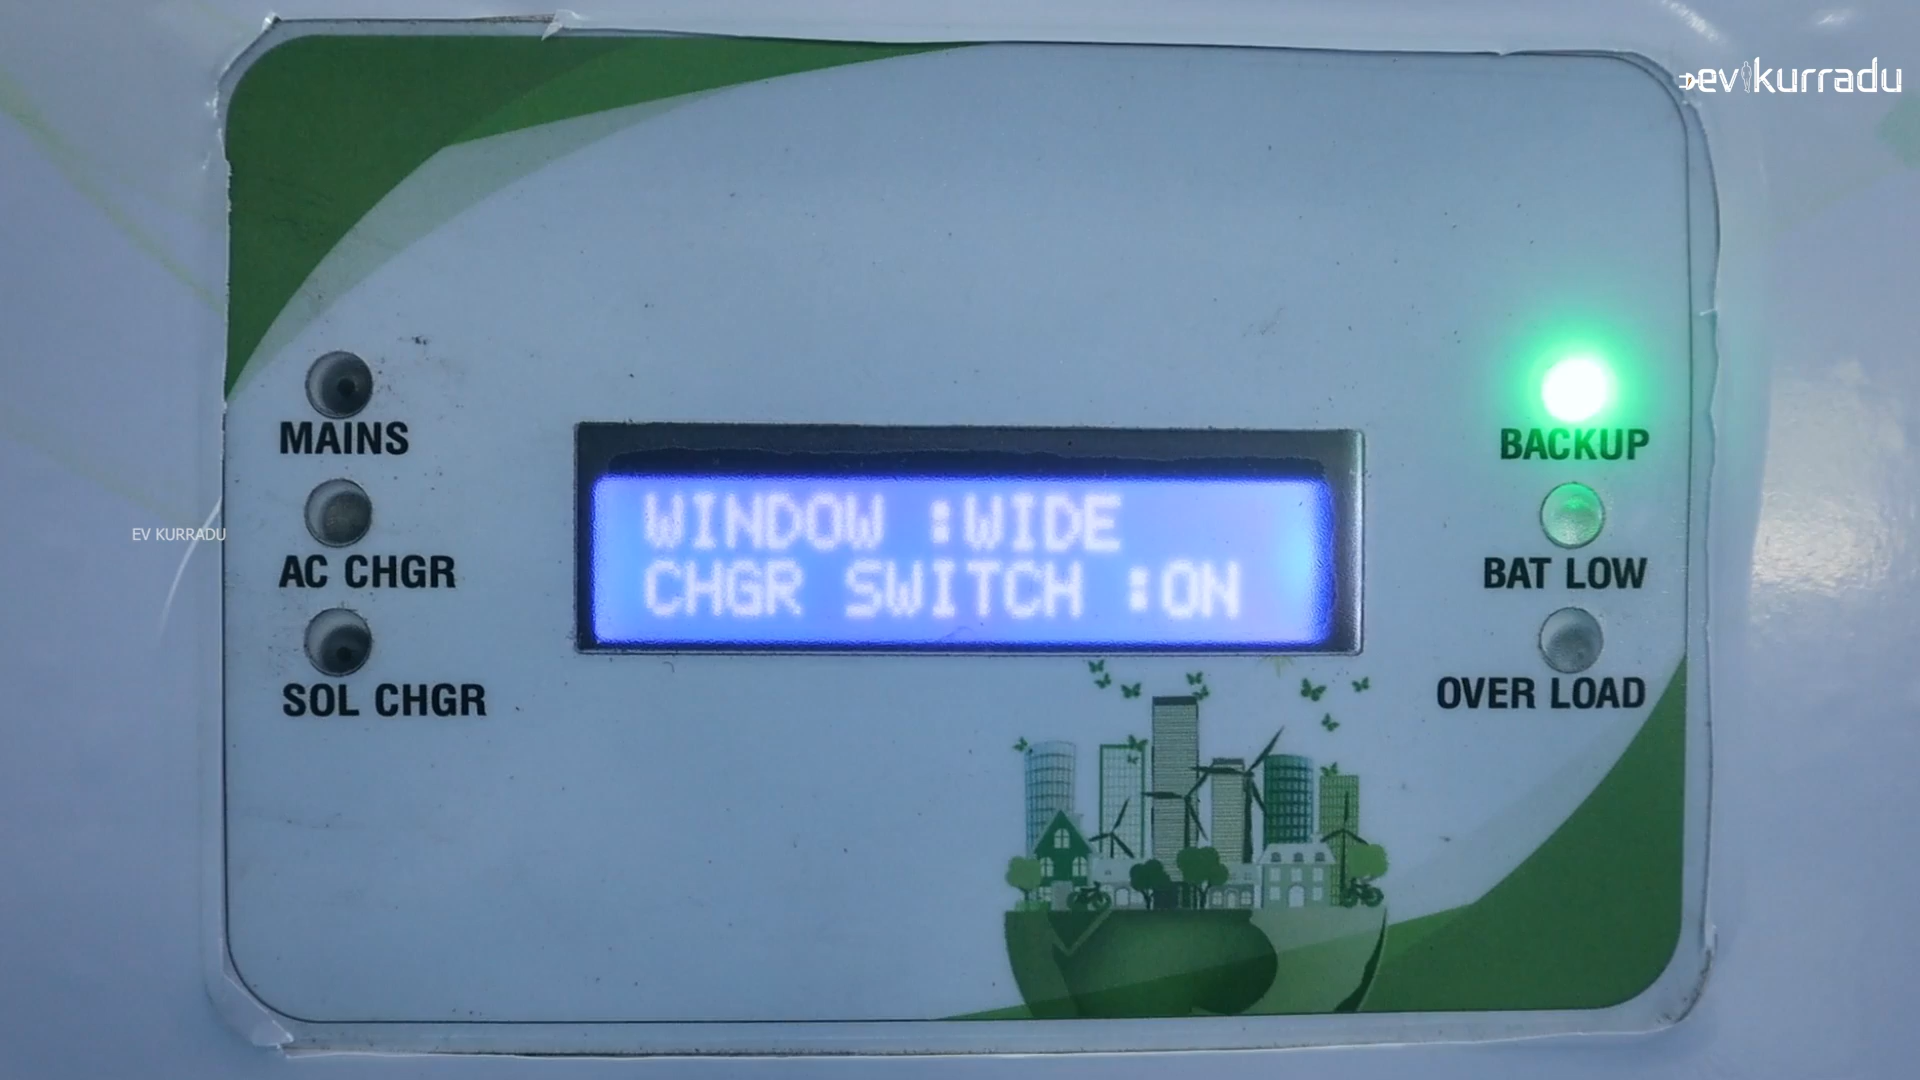 evkurradu
MAINS
AC CHGR
SOL CHGR
EV KURRADU
WINDOW :WIDE
CHGR SWITCH :ON
BACKUP
BAT LOW
OVER LOAD